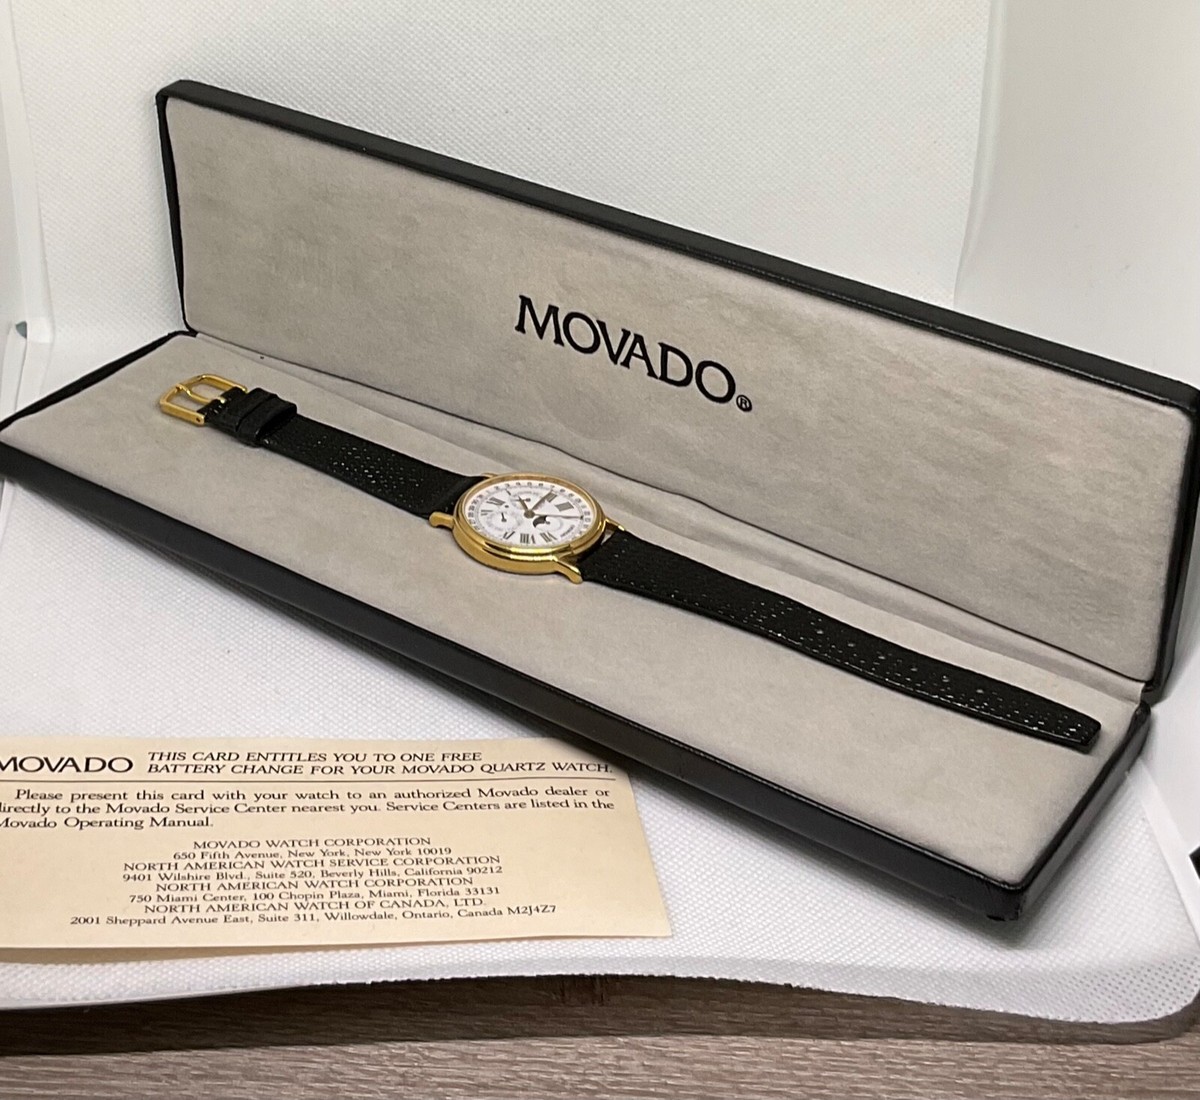 MOVADO®
MOVADO THIS CARD ENTITLES YOU TO ONE FREE
BATTERY CHANGE FOR YOUR MOVADO QUARTZ WATCH.
Please present this card with your watch to an authorized Movado dealer or
directly to the Movado Service Center nearest you. Service Centers are listed in the
Movado Operating Manual.
MOVADO WATCH CORPORATION
650 Fifth Avenue, New York, New York 10019
NORTH AMERICAN WATCH SERVICE CORPORATION
9401 Wilshire Blvd., Suite 520, Beverly Hills, California 90212
NORTH AMERICAN WATCH CORPORATION
750 Miami Center, 100 Chopin Plaza, Miami, Florida 33131
NORTH AMERICAN WATCH OF CANADA, LTD.
2001 Sheppard Avenue East, Suite 311, Willowdale, Ontario, Canada M2J4Z7